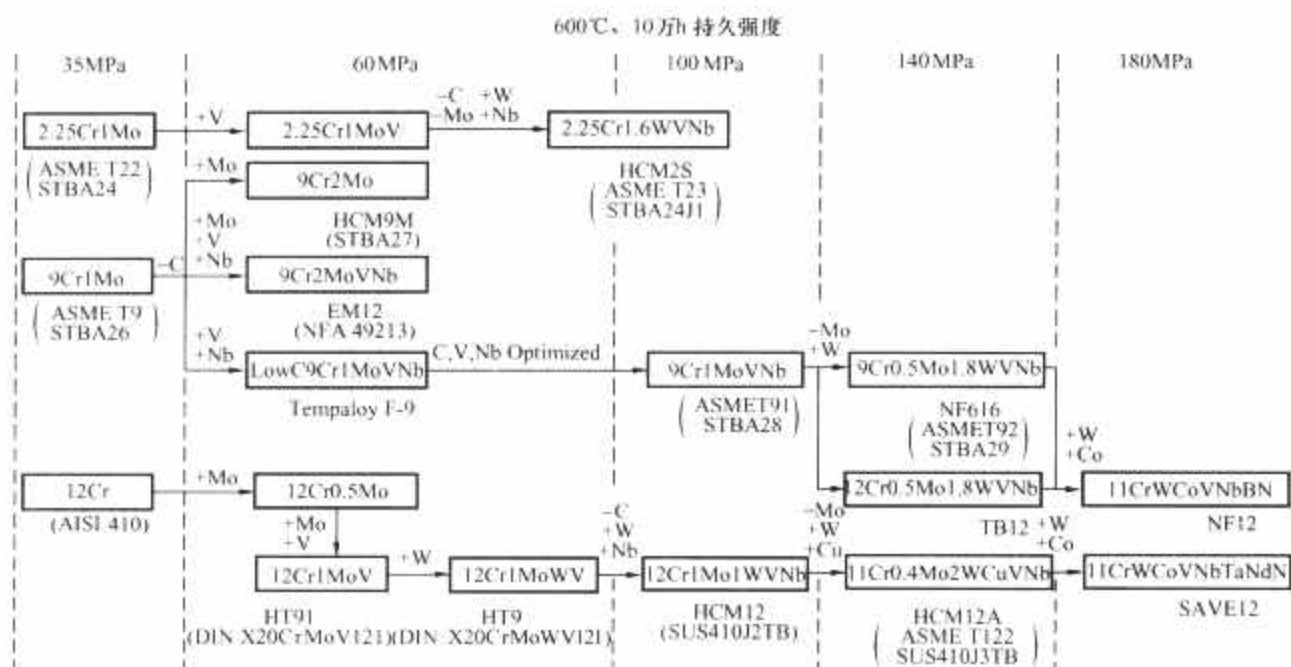 600℃、10万h 持久强度
35MPa
60MPa
100MPa
140MPa
180MPa
2.25Cr1Mo
+V
2.25Cr1MoV
-C +W
-Mo +Nb
2.25Cr1.6WVNb
(ASME T22
STBA24)
HCM2S
(ASME T23
STBA24J1)
+Mo
9Cr2Mo
HCM9M
(STBA27)
9Cr1Mo
-C
+Mo
+V
+Nb
9Cr2MoVNb
(ASME T9
STBA26)
EM12
(NFA 49213)
+V
+Nb
LowC9Cr1MoVNb
C,V,Nb Optimized
9Cr1MoVNb
-Mo
+W
9Cr0.5Mo1.8WVNb
Tempaloy F-9
(ASMET91
STBA28)
NF616
(ASMET92
STBA29)
+W
+Co
12Cr
+Mo
12Cr0.5Mo
12Cr0.5Mo1.8WVNb
11CrWCoVNbBN
(AISI 410)
TB12
NF12
+Mo
+V
12Cr1MoV
+W
12Cr1MoWV
-C
+W
+Nb
12Cr1Mo1WVNb
-Mo
+W
+Cu
11Cr0.4Mo2WCuVNb
+W
+Co
11CrWCoVNbTaNdN
HT91
(DIN X20CrMoV121)
HT9
(DIN X20CrMoWV121)
HCM12
(SUS410J2TB)
HCM12A
(ASME T122
SUS410J3TB)
SAVE12